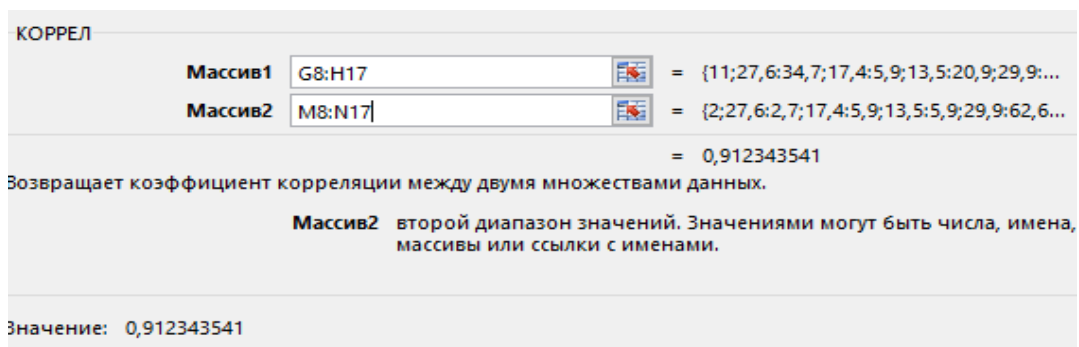 КОРРЕЛ
Массив1 G8:H17 = {11;27,6:34,7;17,4:5,9;13,5:20,9;29,9:...
Массив2 M8:N17 = {2;27,6:2,7;17,4:5,9;13,5:5,9;29,9:62,6...
= 0,912343541
Возвращает коэффициент корреляции между двумя множествами данных.
Массив2 второй диапазон значений. Значениями могут быть числа, имена,
массивы или ссылки с именами.
Значение: 0,912343541